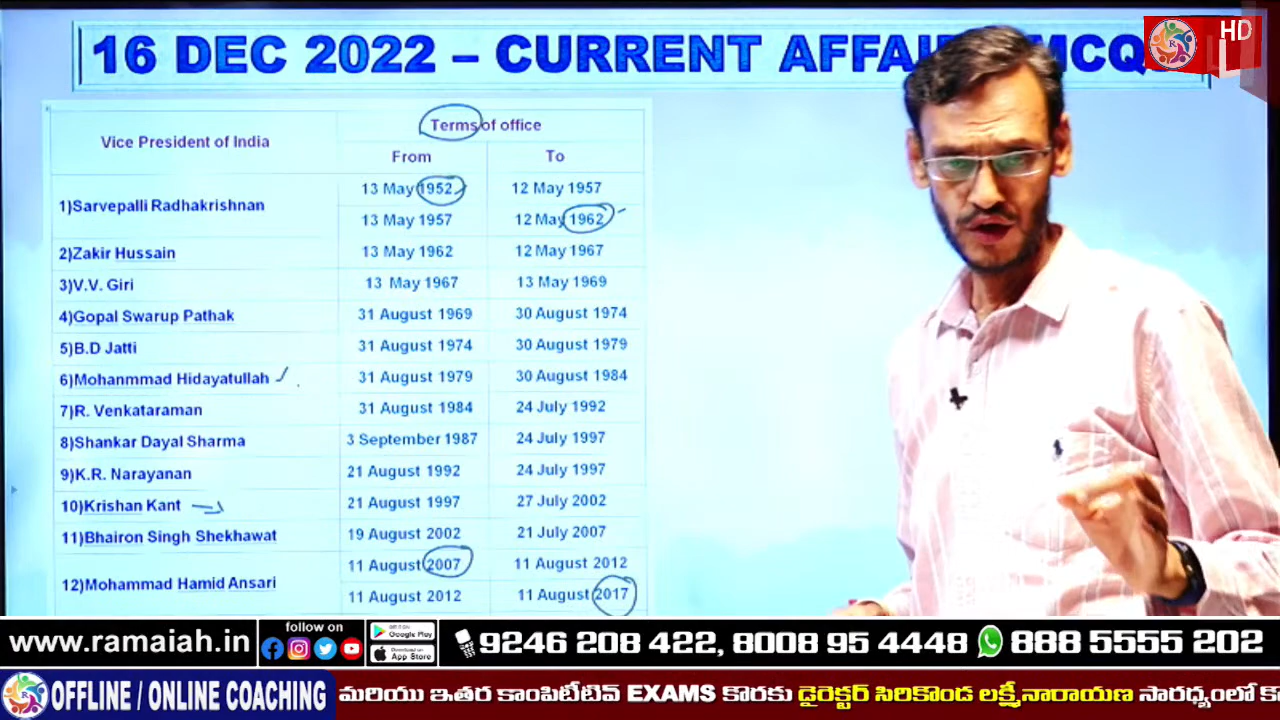 16 DEC 2022 – CURRENT AFFAI MCQ
HD
Vice President of India
Terms of office
From
To
1)Sarvepalli Radhakrishnan
13 May 1952
12 May 1957
13 May 1957
12 May 1962
2)Zakir Hussain
13 May 1962
12 May 1967
3)V.V. Giri
13 May 1967
13 May 1969
4)Gopal Swarup Pathak
31 August 1969
30 August 1974
5)B.D Jatti
31 August 1974
30 August 1979
6)Mohanmmad Hidayatullah
31 August 1979
30 August 1984
7)R. Venkataraman
31 August 1984
24 July 1992
8)Shankar Dayal Sharma
3 September 1987
24 July 1997
9)K.R. Narayanan
21 August 1992
24 July 1997
10)Krishan Kant
21 August 1997
27 July 2002
11)Bhairon Singh Shekhawat
19 August 2002
21 July 2007
12)Mohammad Hamid Ansari
11 August 2007
11 August 2012
11 August 2012
11 August 2017
www.ramaiah.in
follow on
GET IT ON
Google Play
App Store
9246 208 422, 8008 95 4448
888 5555 202
OFFLINE / ONLINE COACHING
మరియు ఇతర కాంపిటీటివ్ EXAMS కొరకు డైరెక్టర్ సిరికొండ లక్ష్మీనారాయణ సారధ్యంలో